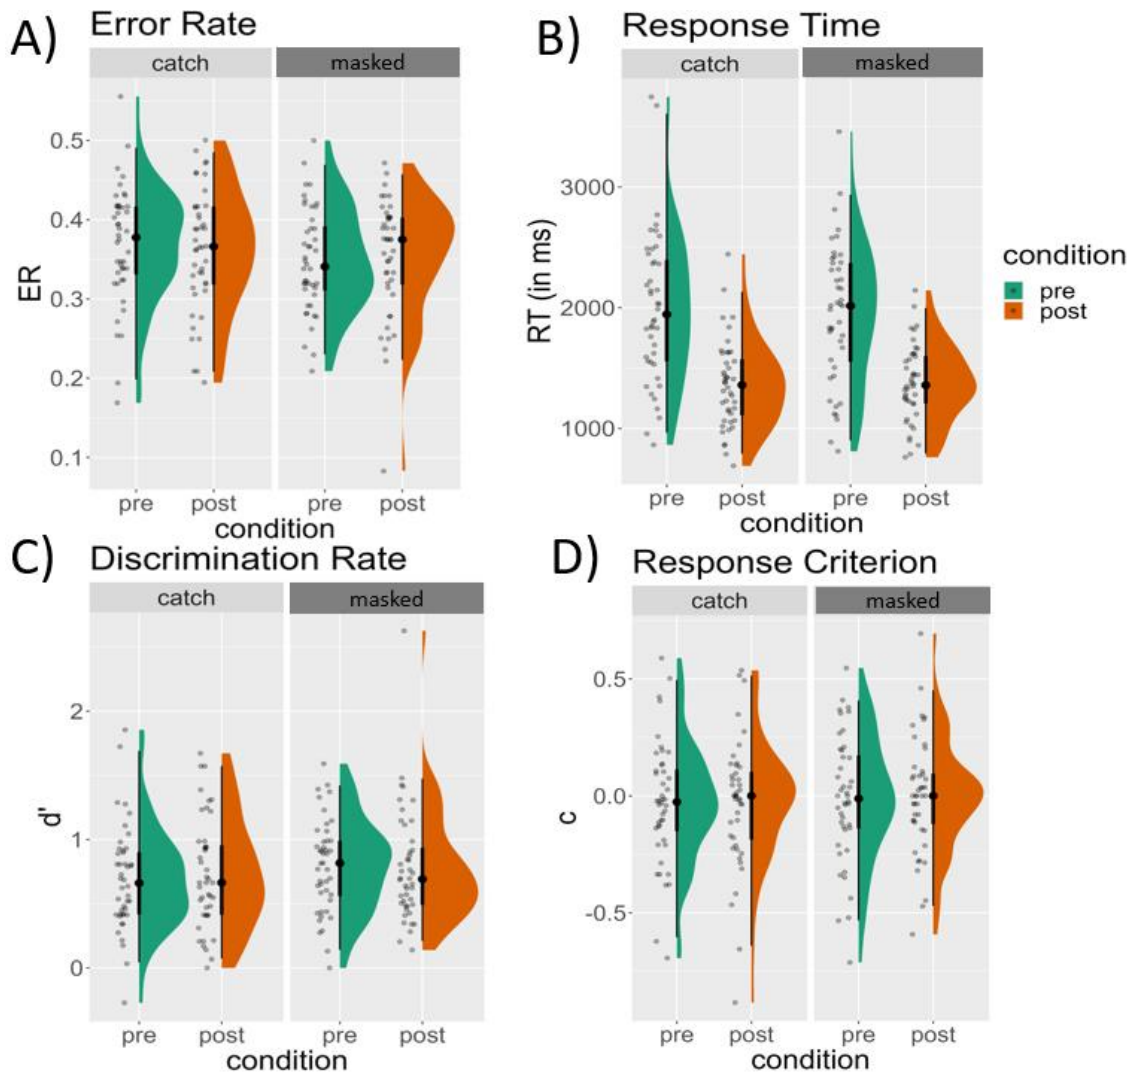 A) Error Rate
catch masked
0.5
0.4
0.3
0.2
0.1
ER
pre post pre post
condition
B) Response Time
catch masked
3000
2000
1000
RT (in ms)
pre post pre post
condition
condition
pre
post
C) Discrimination Rate
catch masked
2
1
0
d'
pre post pre post
condition
D) Response Criterion
catch masked
0.5
0.0
-0.5
c
pre post pre post
condition